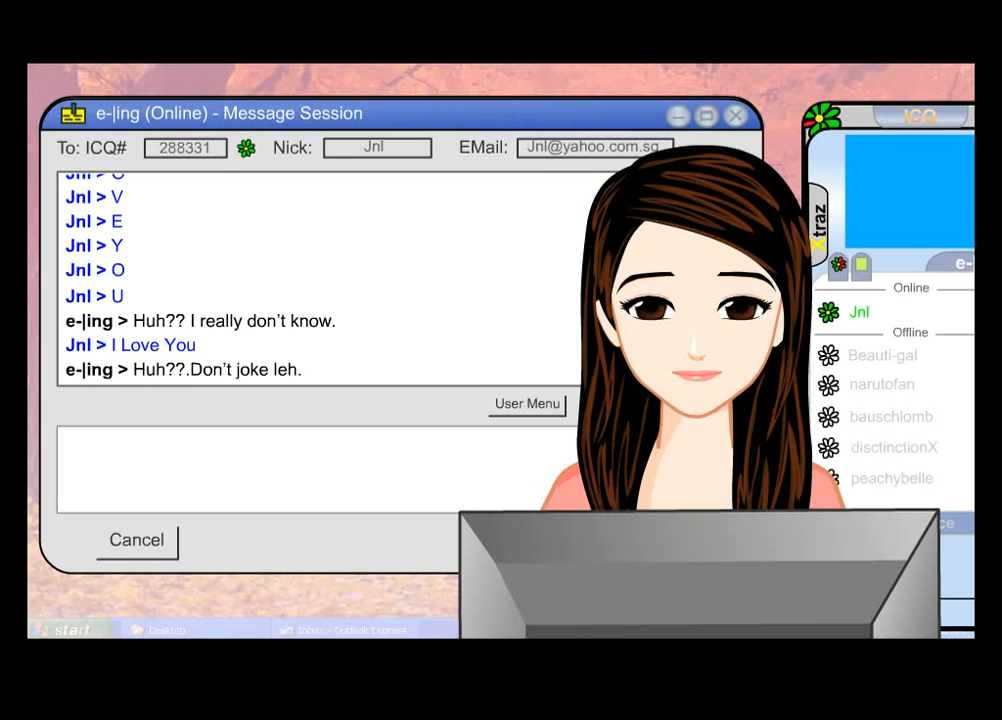 e-|ing (Online) - Message Session
ICQ
To: ICQ# 288331 Nick: Jnl EMail: Jnl@yahoo.com.sg
Jnl > O
Jnl > V
Jnl > E
Jnl > Y
Jnl > O
Jnl > U
e-|ing > Huh?? I really don't know.
Jnl > I Love You
e-|ing > Huh??.Don't joke leh.
User Menu
Cancel
Xtraz
e-
Online
Jnl
Offline
Beauti-gal
narutofan
bauschlomb
disctinctionX
peachybelle
start Desktop Inbox - Outlook Express